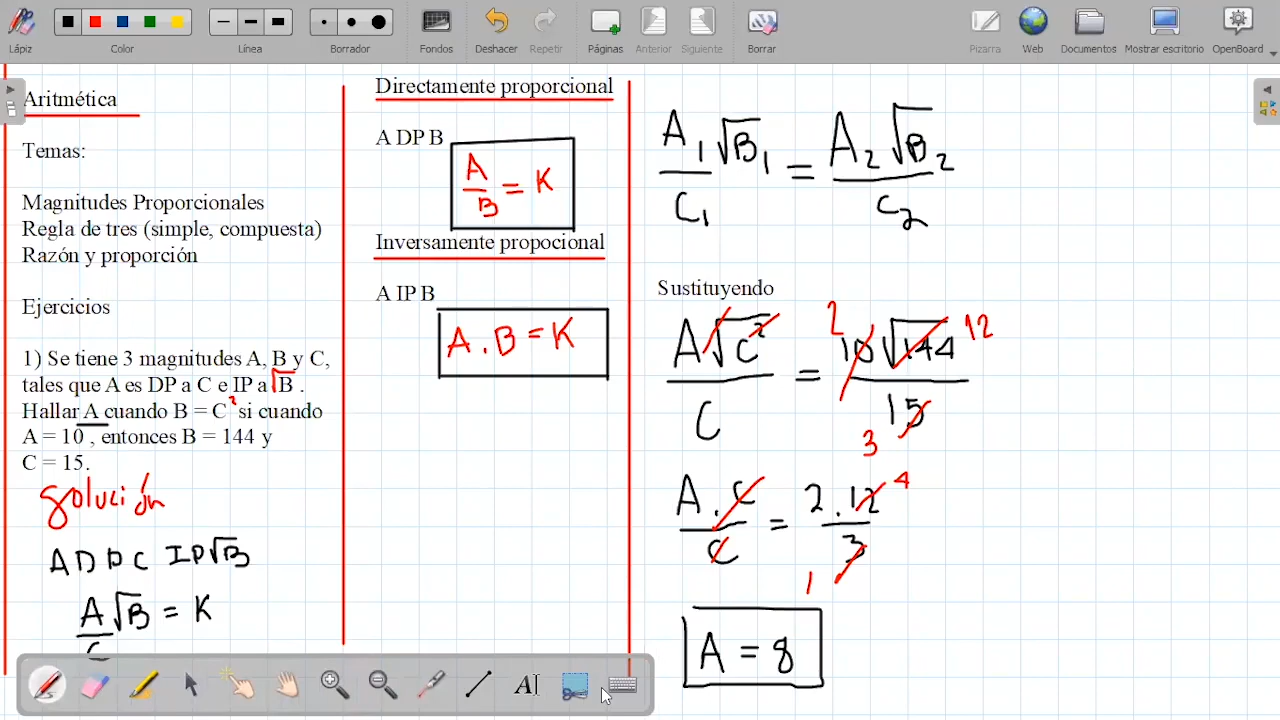 Lápiz
Color
Línea
Borrador
Fondos
Deshacer
Repetir
Páginas
Anterior
Siguiente
Borrar
Pizarra
Web
Documentos
Mostrar escritorio
OpenBoard
Aritmética
Temas:
Magnitudes Proporcionales
Regla de tres (simple, compuesta)
Razón y proporción
Ejercicios
1) Se tiene 3 magnitudes A, B y C,
tales que A es DP a C e IP a √B .
Hallar A cuando B = C² si cuando
A = 10 , entonces B = 144 y
C = 15.
Solución
A D P C IP √B
A √B = K
C
Directamente proporcional
A DP B
A/B = K
Inversamente propocional
A IP B
A . B = K
A₁ √B₁ / C₁ = A₂ √B₂ / C₂
Sustituyendo
A √C² / C = 10 √144 / 15
2 12
3
A . C / C = 2 . 12 / 3
4
1
A = 8
AI